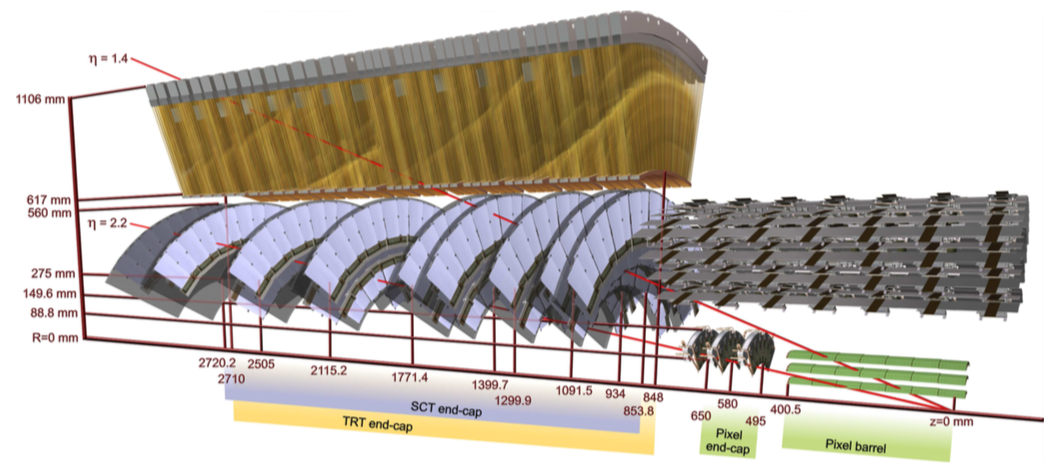 η = 1.4
1106 mm
617 mm
560 mm
η = 2.2
275 mm
149.6 mm
88.8 mm
R=0 mm
2720.2
2710
2505
2115.2
1771.4
1399.7
1299.9
1091.5
934
853.8
848
650
580
495
400.5
z=0 mm
SCT end-cap
TRT end-cap
Pixel
end-cap
Pixel barrel